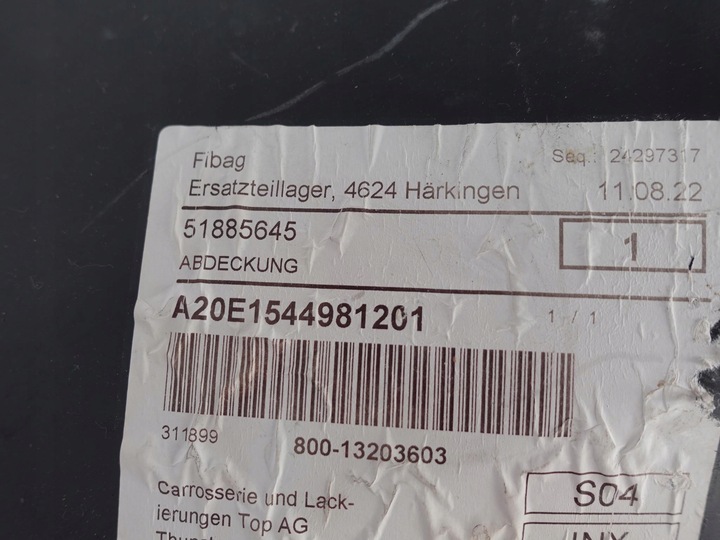 Fibag
Seq.: 24297317
Ersatzteillager, 4624 Härkingen
11.08.22
51885645
1
ABDECKUNG
A20E1544981201
1 / 1
311899
800-13203603
Carrosserie und Lack-
ierungen Top AG
S04